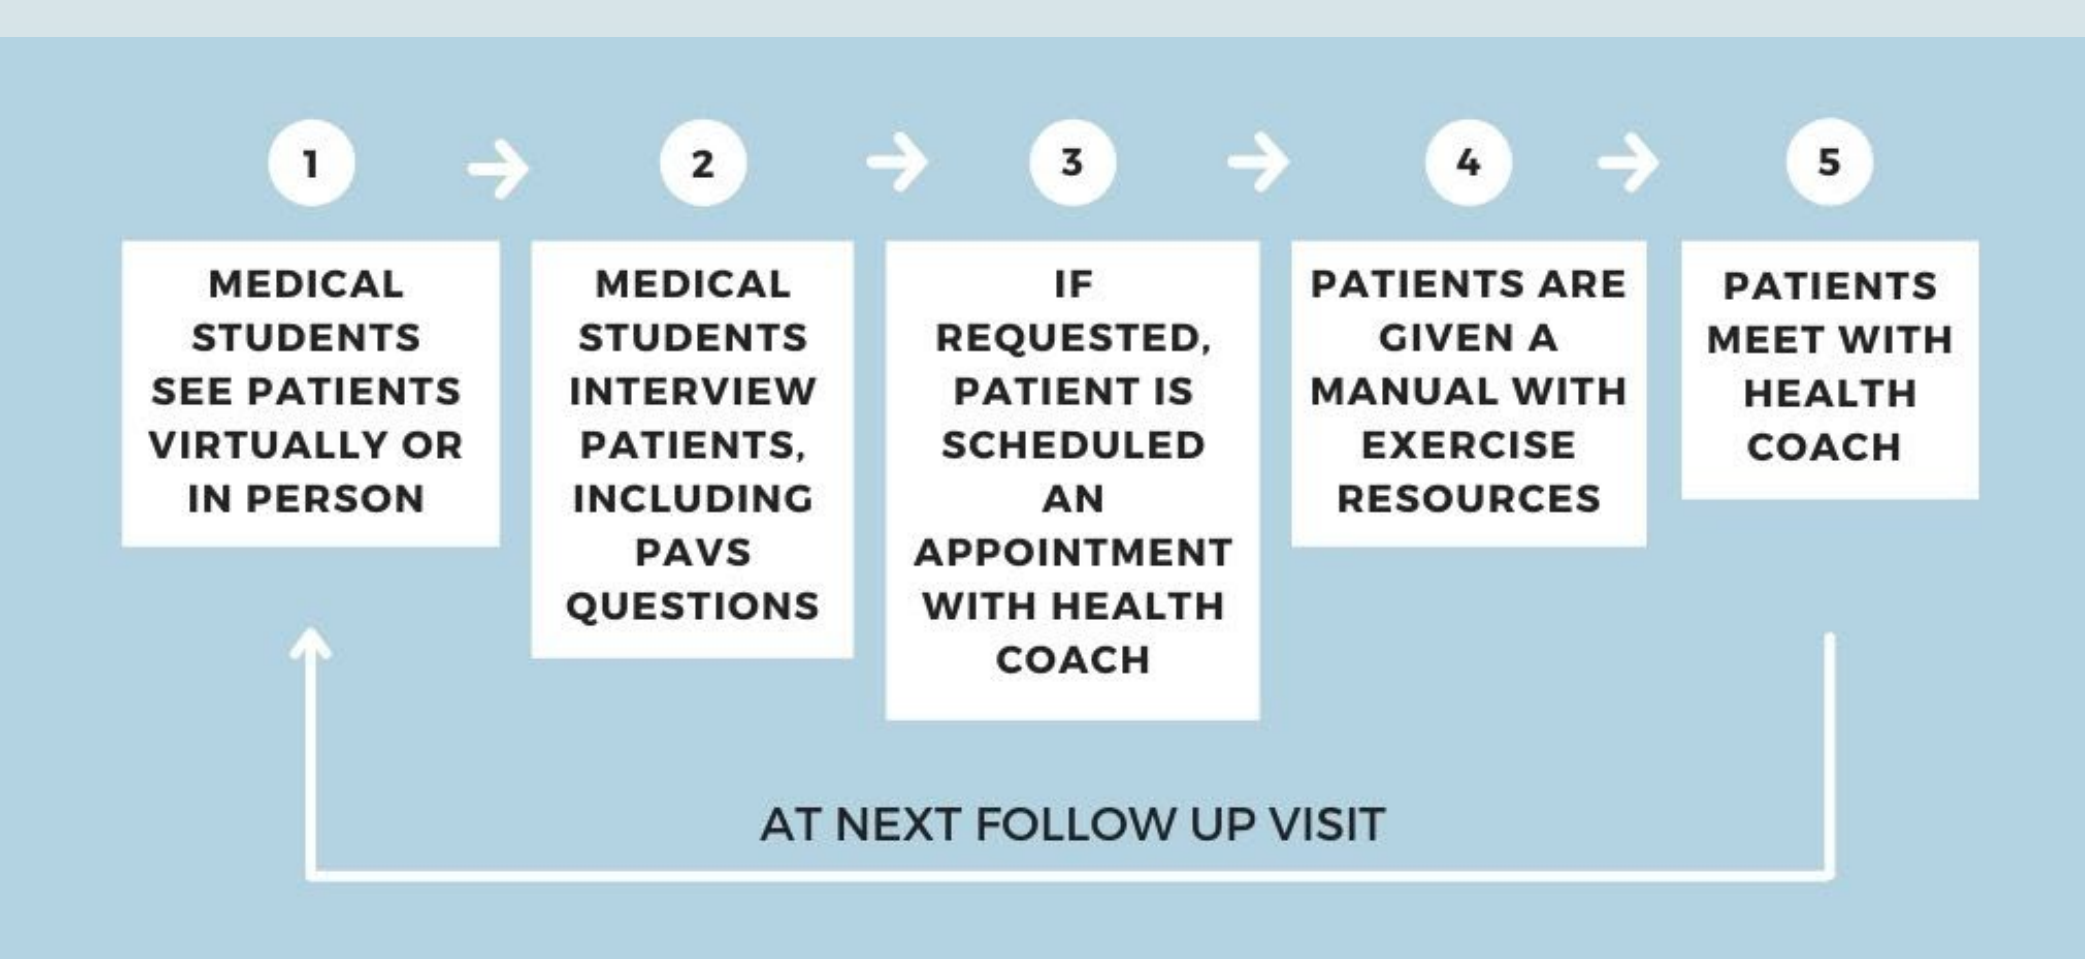 1
MEDICAL
STUDENTS
SEE PATIENTS
VIRTUALLY OR
IN PERSON
2
MEDICAL
STUDENTS
INTERVIEW
PATIENTS,
INCLUDING
PAVS
QUESTIONS
3
IF
REQUESTED,
PATIENT IS
SCHEDULED
AN
APPOINTMENT
WITH HEALTH
COACH
4
PATIENTS ARE
GIVEN A
MANUAL WITH
EXERCISE
RESOURCES
5
PATIENTS
MEET WITH
HEALTH
COACH
AT NEXT FOLLOW UP VISIT